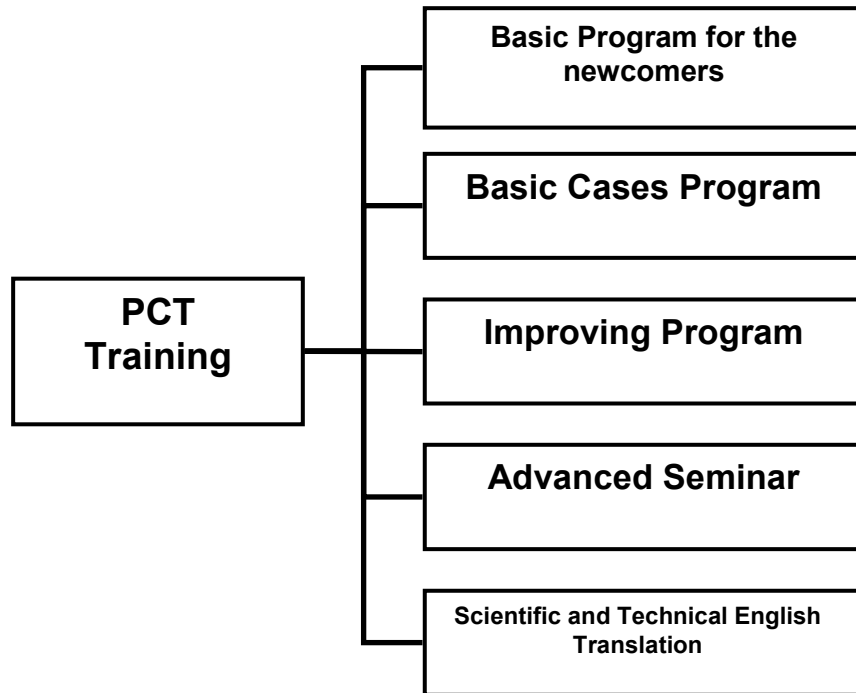 Basic Program for the
newcomers
Basic Cases Program
PCT
Training
Improving Program
Advanced Seminar
Scientific and Technical English
Translation